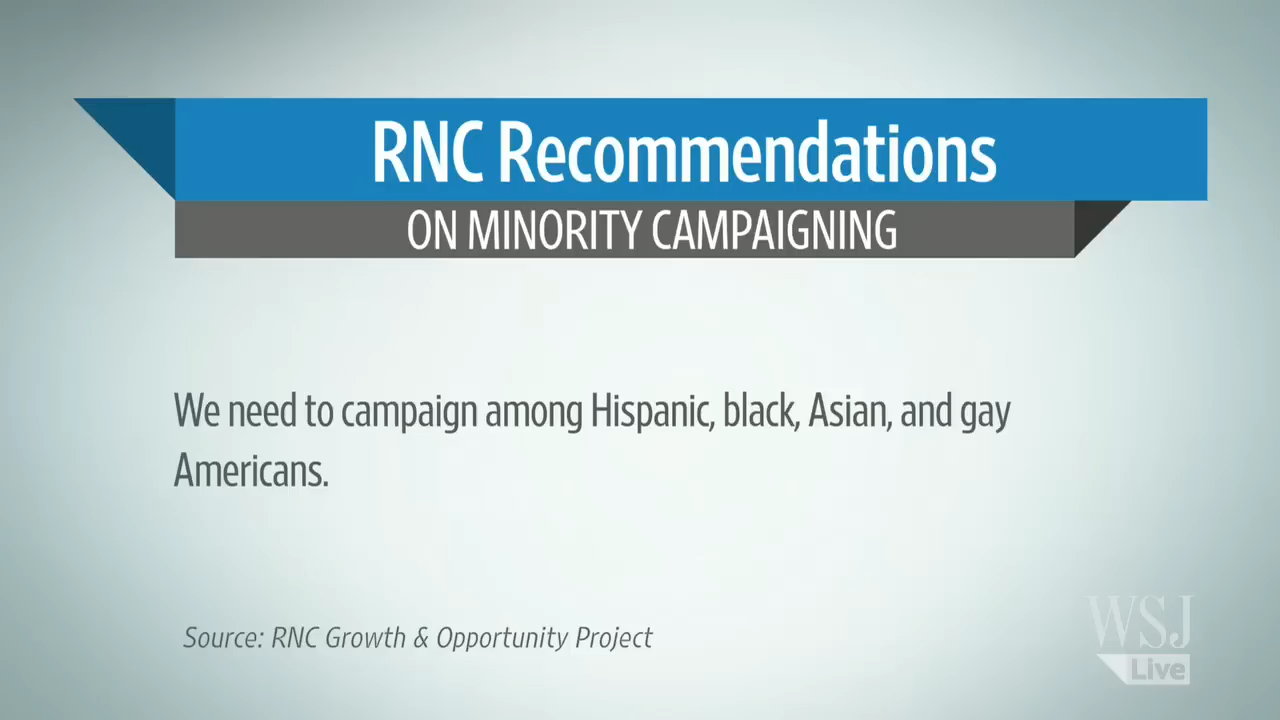 RNC Recommendations
ON MINORITY CAMPAIGNING
We need to campaign among Hispanic, black, Asian, and gay
Americans.
Source: RNC Growth & Opportunity Project
WSJ
Live